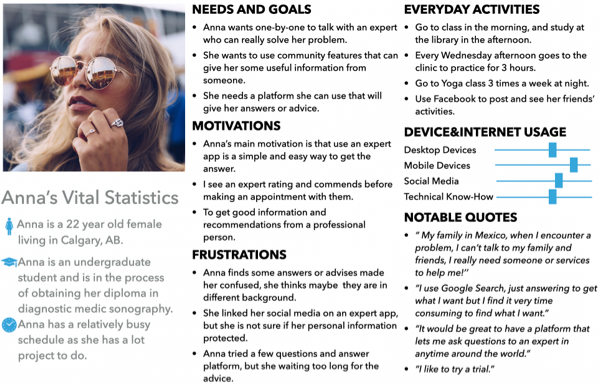 Anna's Vital Statistics
Anna is a 22 year old female
living in Calgary, AB.
Anna is an undergraduate
student and is in the process
of obtaining her diploma in
diagnostic medic sonography.
Anna has a relatively busy
schedule as she has a lot
project to do.
NEEDS AND GOALS
• Anna wants one-by-one to talk with an expert
who can really solve her problem.
• She wants to use community features that can
give her some useful information from
someone.
• She needs a platform she can use that will
give her answers or advice.
MOTIVATIONS
• Anna's main motivation is that use an expert
app is a simple and easy way to get the
answer.
• I see an expert rating and commends before
making an appointment with them.
• To get good information and
recommendations from a professional
person.
FRUSTRATIONS
• Anna finds some answers or advises made
her confused, she thinks maybe they are in
different background.
• She linked her social media on an expert app,
but she is not sure if her personal information
protected.
• Anna tried a few questions and answer
platform, but she waiting too long for the
advice.
EVERYDAY ACTIVITIES
• Go to class in the morning, and study at
the library in the afternoon.
• Every Wednesday afternoon goes to the
clinic to practice for 3 hours.
• Go to Yoga class 3 times a week at night.
• Use Facebook to post and see her friends'
activities.
DEVICE&INTERNET USAGE
Desktop Devices
Mobile Devices
Social Media
Technical Know-How
NOTABLE QUOTES
• " My family in Mexico, when I encounter a
problem, I can't talk to my family and
friends, I really need someone or services
to help me!''
• "I use Google Search, just answering to get
what I want but I find it very time
consuming to find what I want."
• "It would be great to have a platform that
lets me ask questions to an expert in
anytime around the world."
• "I like to try a trial."